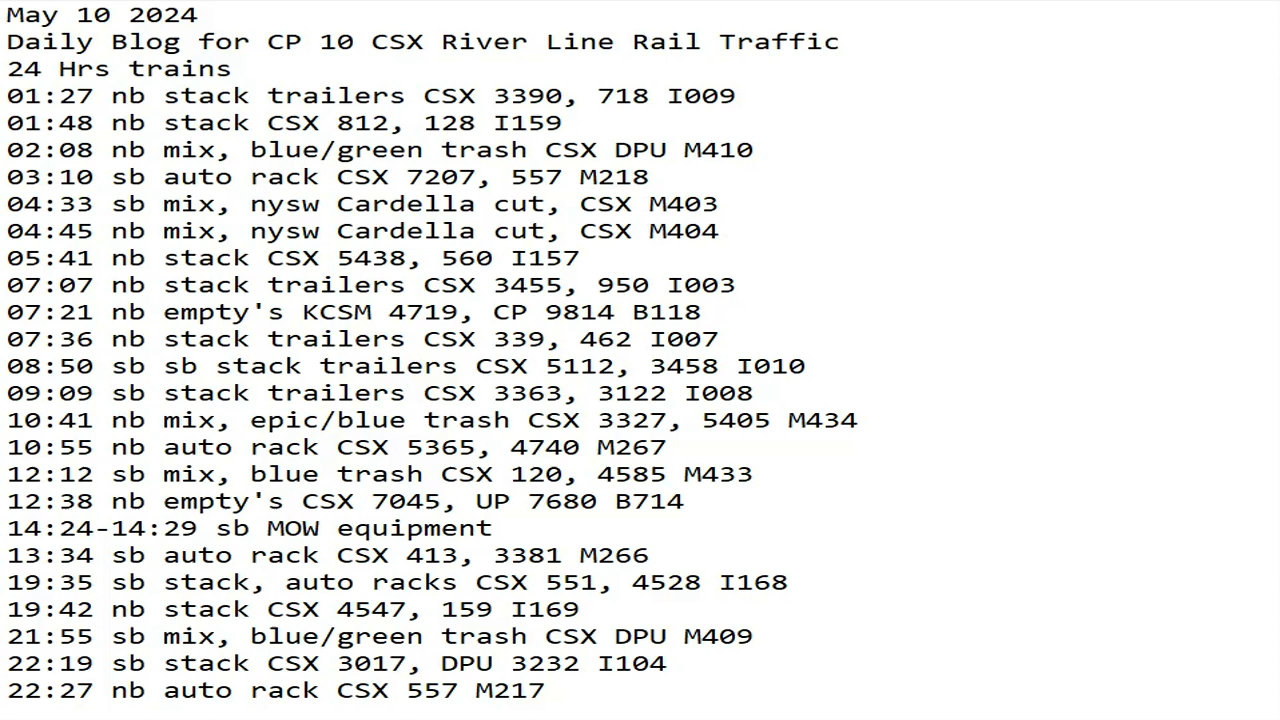 May 10 2024
Daily Blog for CP 10 CSX River Line Rail Traffic
24 Hrs trains
01:27 nb stack trailers CSX 3390, 718 I009
01:48 nb stack CSX 812, 128 I159
02:08 nb mix, blue/green trash CSX DPU M410
03:10 sb auto rack CSX 7207, 557 M218
04:33 sb mix, nysw Cardella cut, CSX M403
04:45 nb mix, nysw Cardella cut, CSX M404
05:41 nb stack CSX 5438, 560 I157
07:07 nb stack trailers CSX 3455, 950 I003
07:21 nb empty's KCSM 4719, CP 9814 B118
07:36 nb stack trailers CSX 339, 462 I007
08:50 sb sb stack trailers CSX 5112, 3458 I010
09:09 sb stack trailers CSX 3363, 3122 I008
10:41 nb mix, epic/blue trash CSX 3327, 5405 M434
10:55 nb auto rack CSX 5365, 4740 M267
12:12 sb mix, blue trash CSX 120, 4585 M433
12:38 nb empty's CSX 7045, UP 7680 B714
14:24-14:29 sb MOW equipment
13:34 sb auto rack CSX 413, 3381 M266
19:35 sb stack, auto racks CSX 551, 4528 I168
19:42 nb stack CSX 4547, 159 I169
21:55 sb mix, blue/green trash CSX DPU M409
22:19 sb stack CSX 3017, DPU 3232 I104
22:27 nb auto rack CSX 557 M217